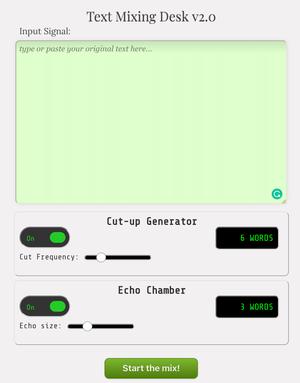 Text Mixing Desk v2.0
Input Signal:
type or paste your original text here...
Cut-up Generator
On
6 WORDS
Cut Frequency:
Echo Chamber
On
3 WORDS
Echo size:
Start the mix!